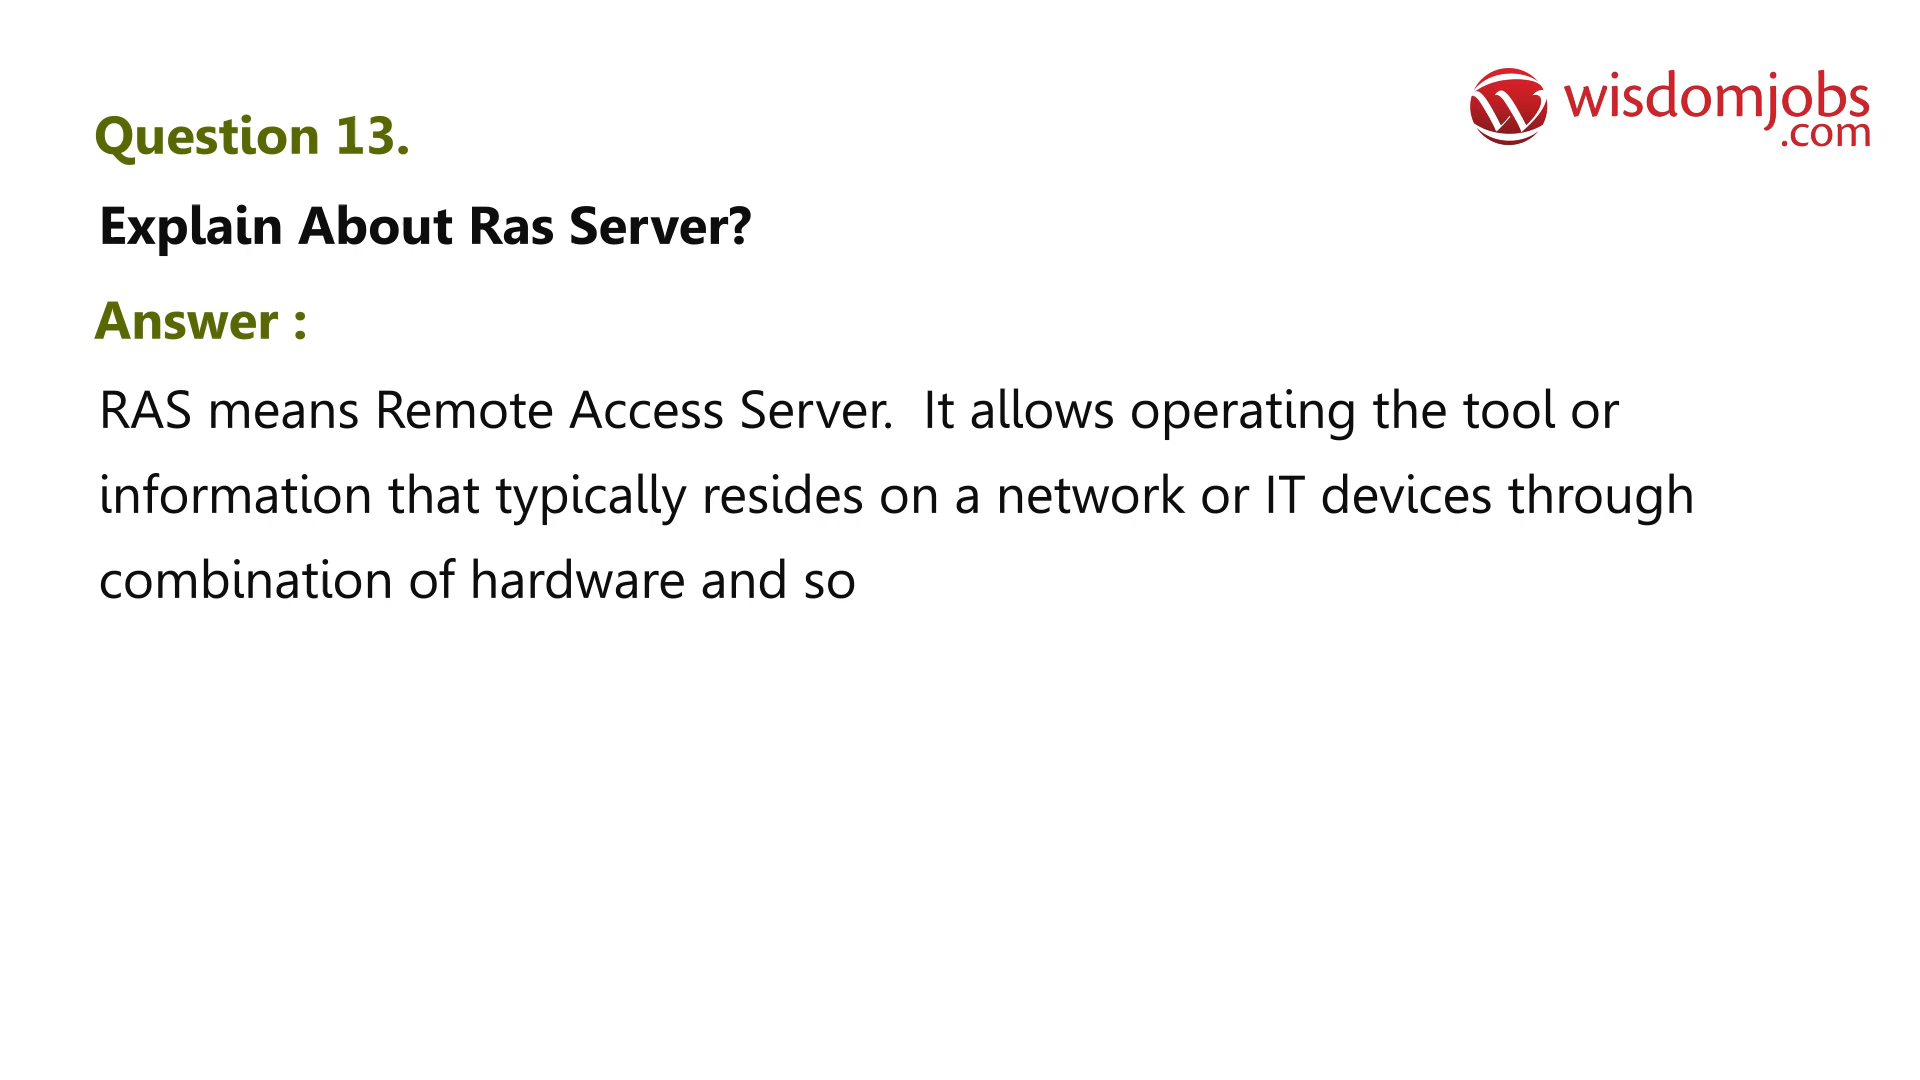 wisdomjobs
.com
Question 13.
Explain About Ras Server?
Answer :
RAS means Remote Access Server.  It allows operating the tool or
information that typically resides on a network or IT devices through
combination of hardware and so